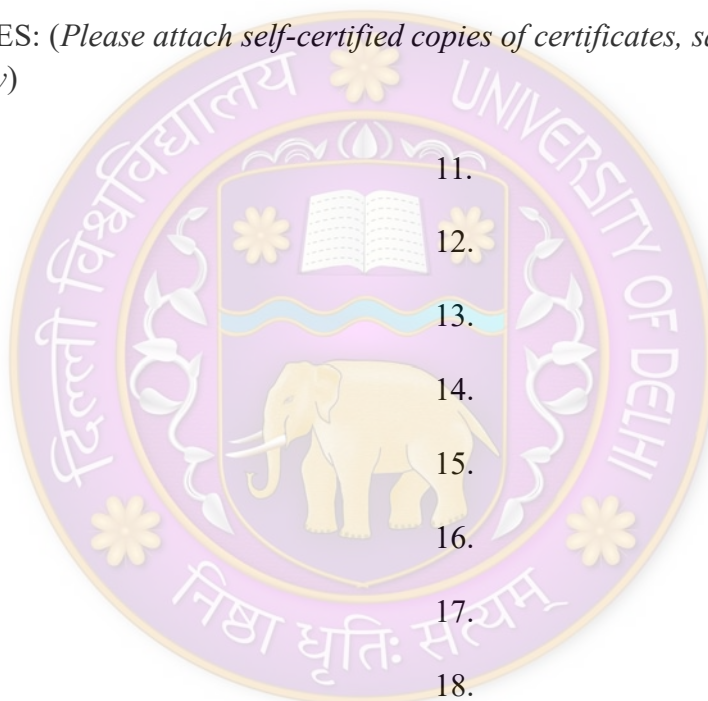 ES: (Please attach self-certified copies of certificates,
)
दिल्ली विश्वविद्यालय
UNIVERSITY OF DELHI
11.
12.
13.
14.
15.
16.
17.
18.
निष्ठा धृतिः सत्यम्